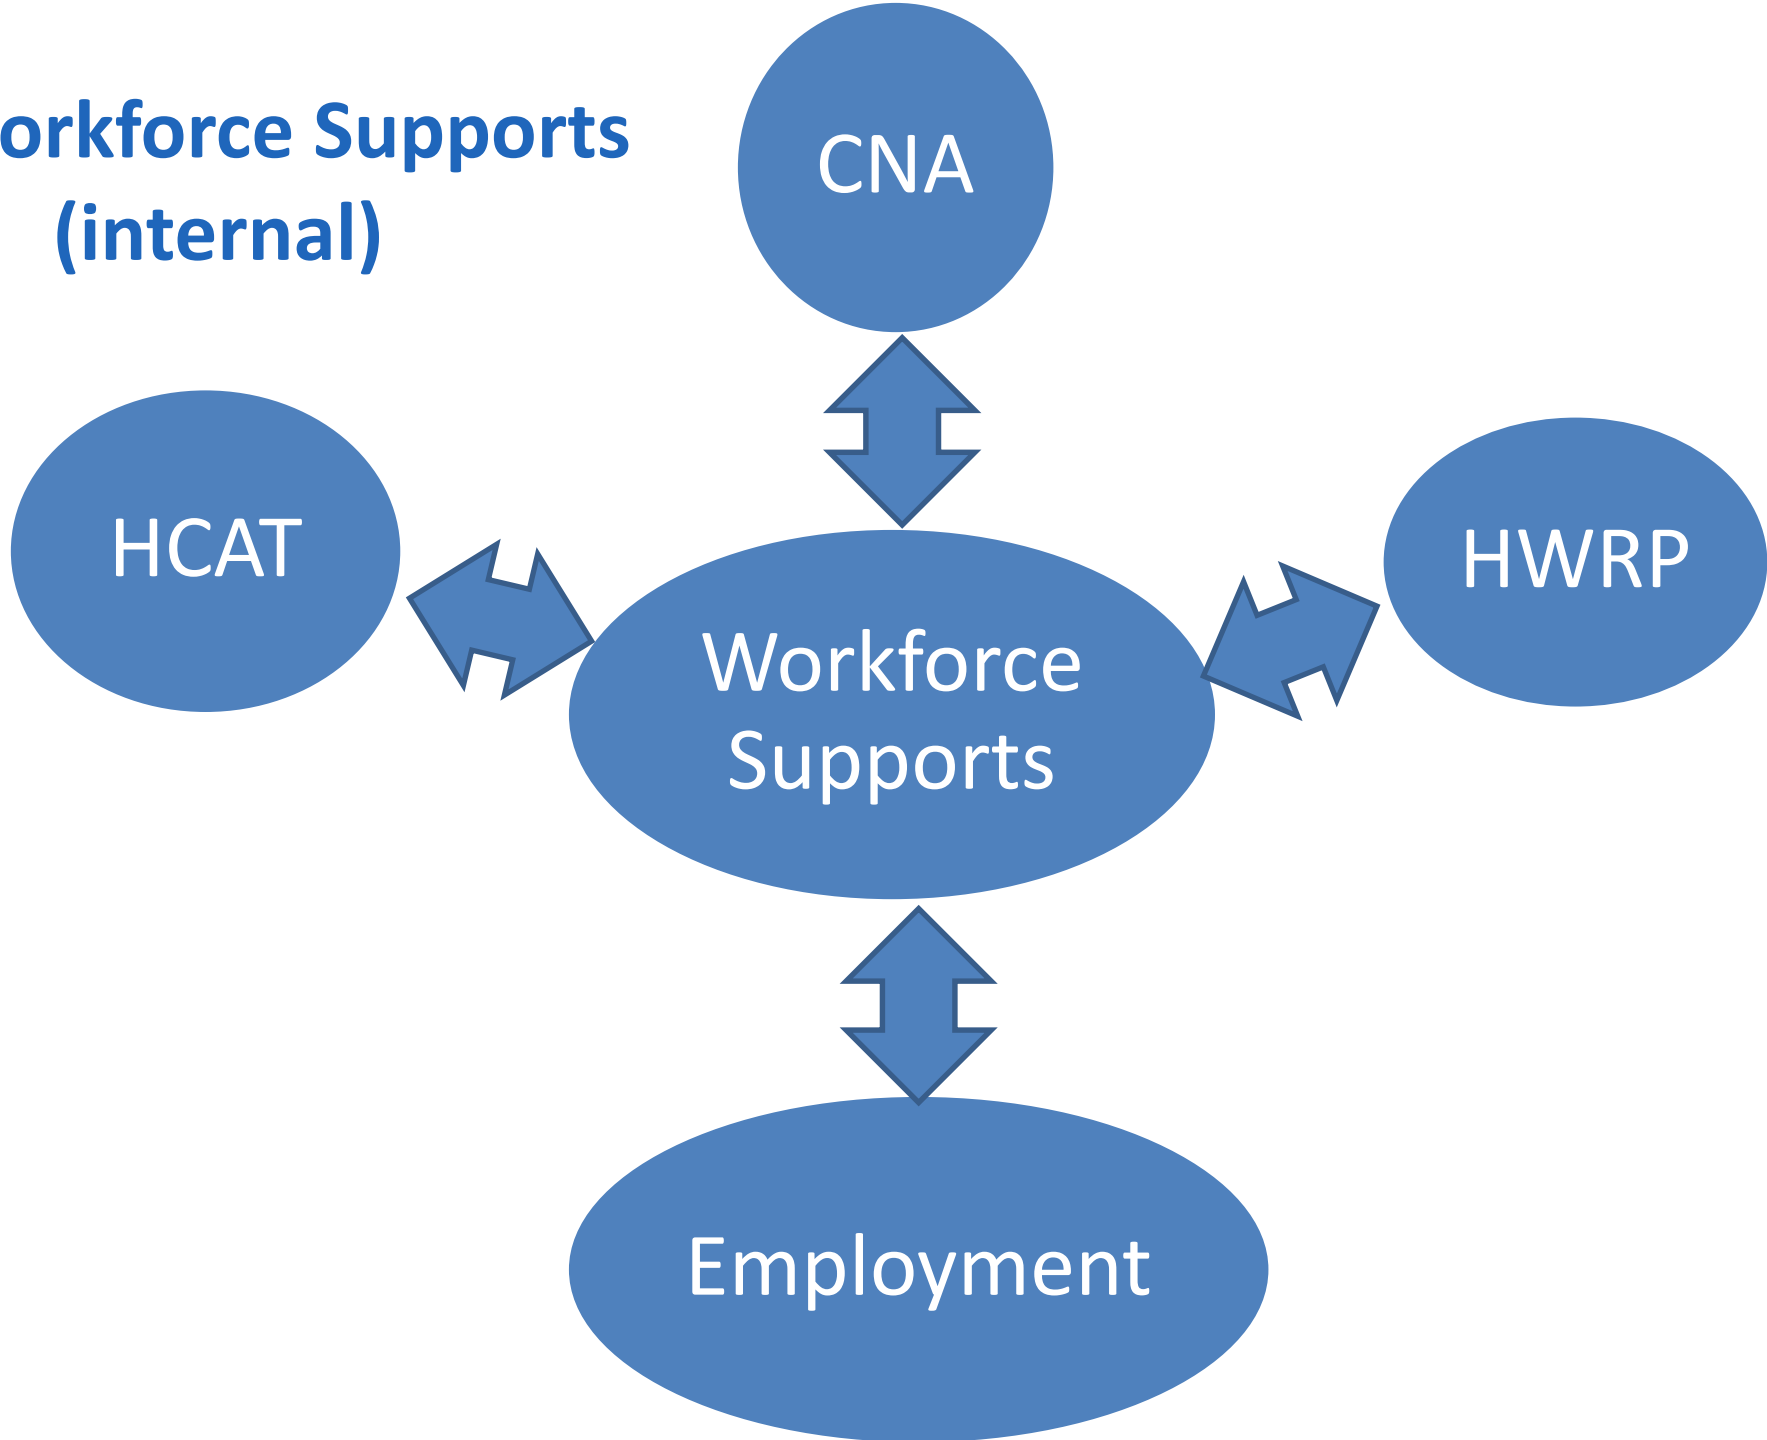 orkforce Supports
(internal)
CNA
HCAT
HWRP
Workforce
Supports
Employment